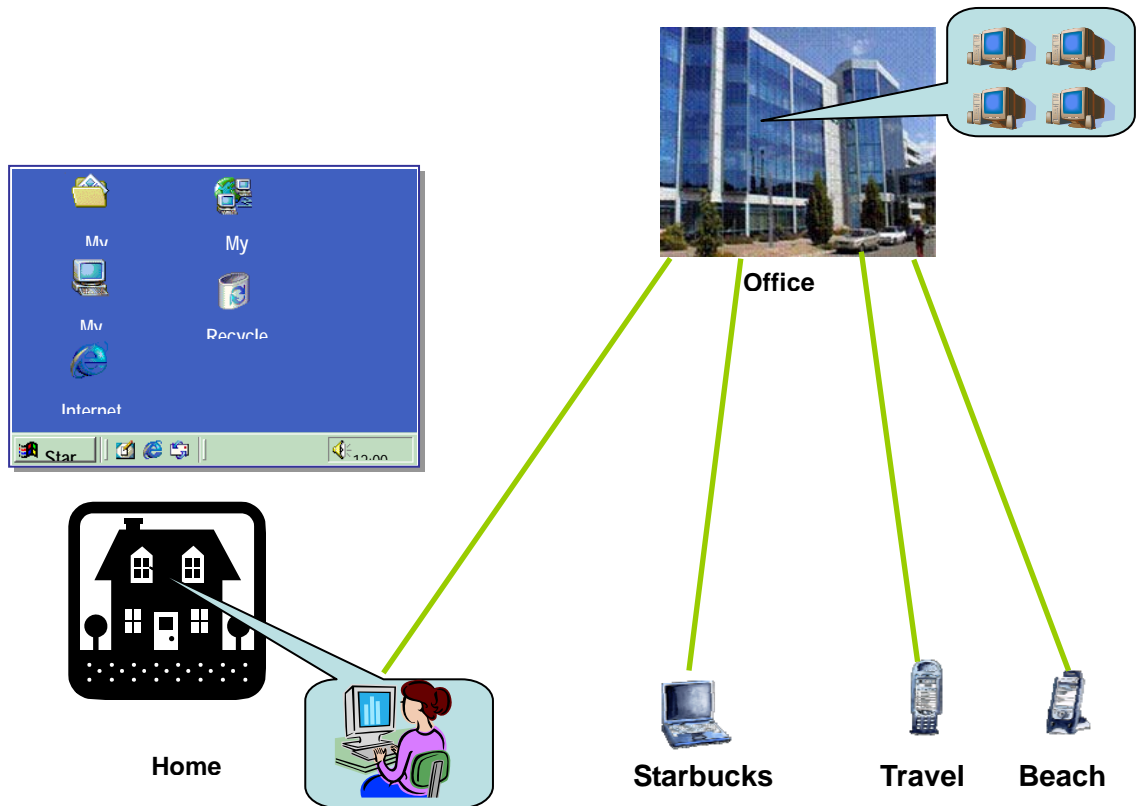 My
My
My
Recycle
Internet
Star
12:00
Office
Home
Starbucks
Travel
Beach